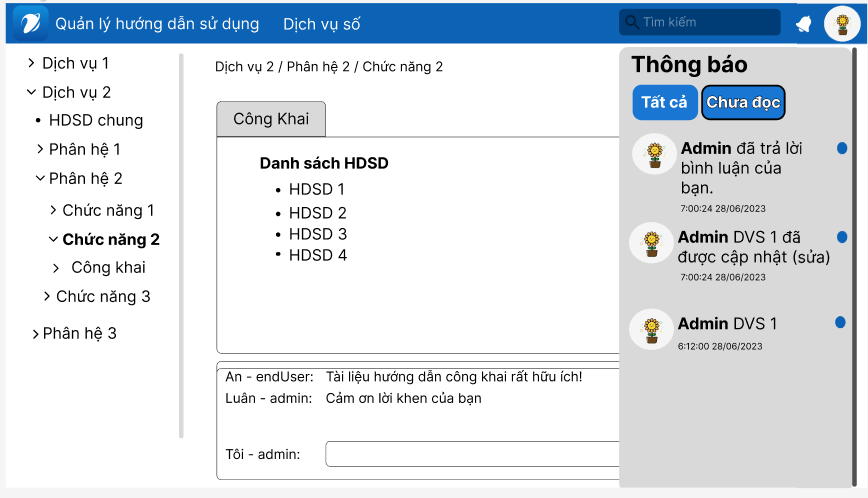 Quản lý hướng dẫn sử dụng
Dịch vụ số
Tìm kiếm
Dịch vụ 1
Dịch vụ 2
HDSD chung
Phân hệ 1
Phân hệ 2
Chức năng 1
Chức năng 2
Công khai
Chức năng 3
Phân hệ 3
Dịch vụ 2 / Phân hệ 2 / Chức năng 2
Công Khai
Danh sách HDSD
HDSD 1
HDSD 2
HDSD 3
HDSD 4
An - endUser: Tài liệu hướng dẫn công khai rất hữu ích!
Luân - admin: Cảm ơn lời khen của bạn
Tôi - admin:
Thông báo
Tất cả
Chưa đọc
Admin đã trả lời
bình luận của
bạn.
7:00:24 28/06/2023
Admin DVS 1 đã
được cập nhật (sửa)
7:00:24 28/06/2023
Admin DVS 1
6:12:00 28/06/2023